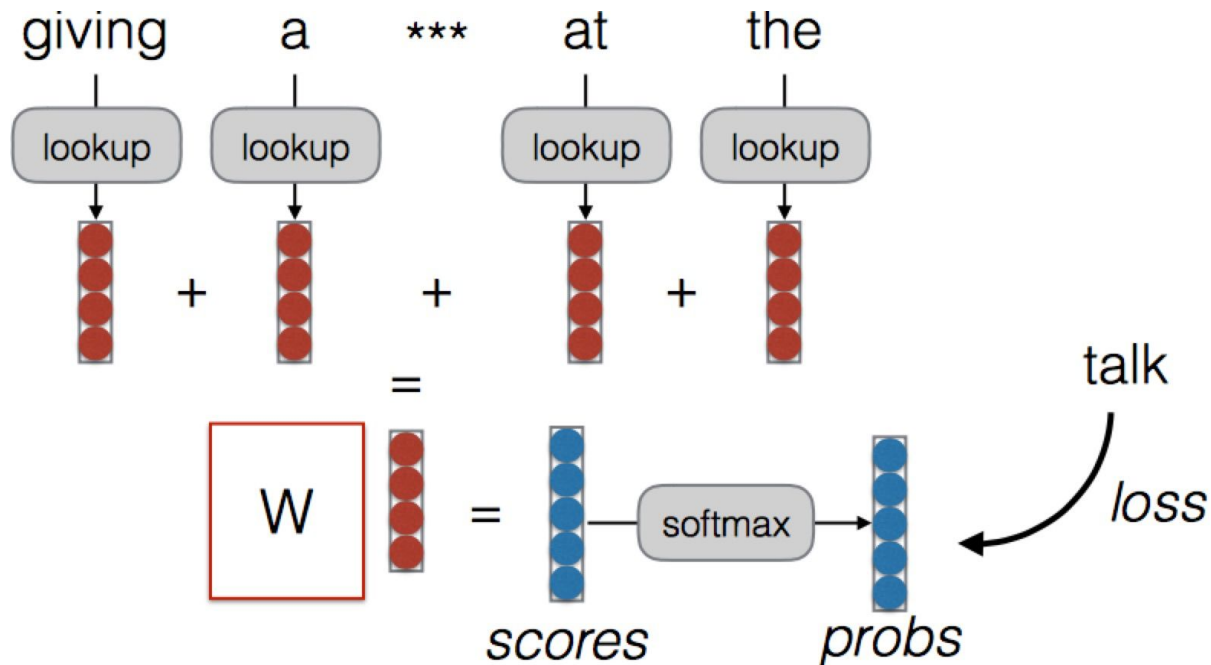 giving a *** at the
lookup lookup lookup lookup
+ + +
=
talk
W = softmax
loss
scores probs